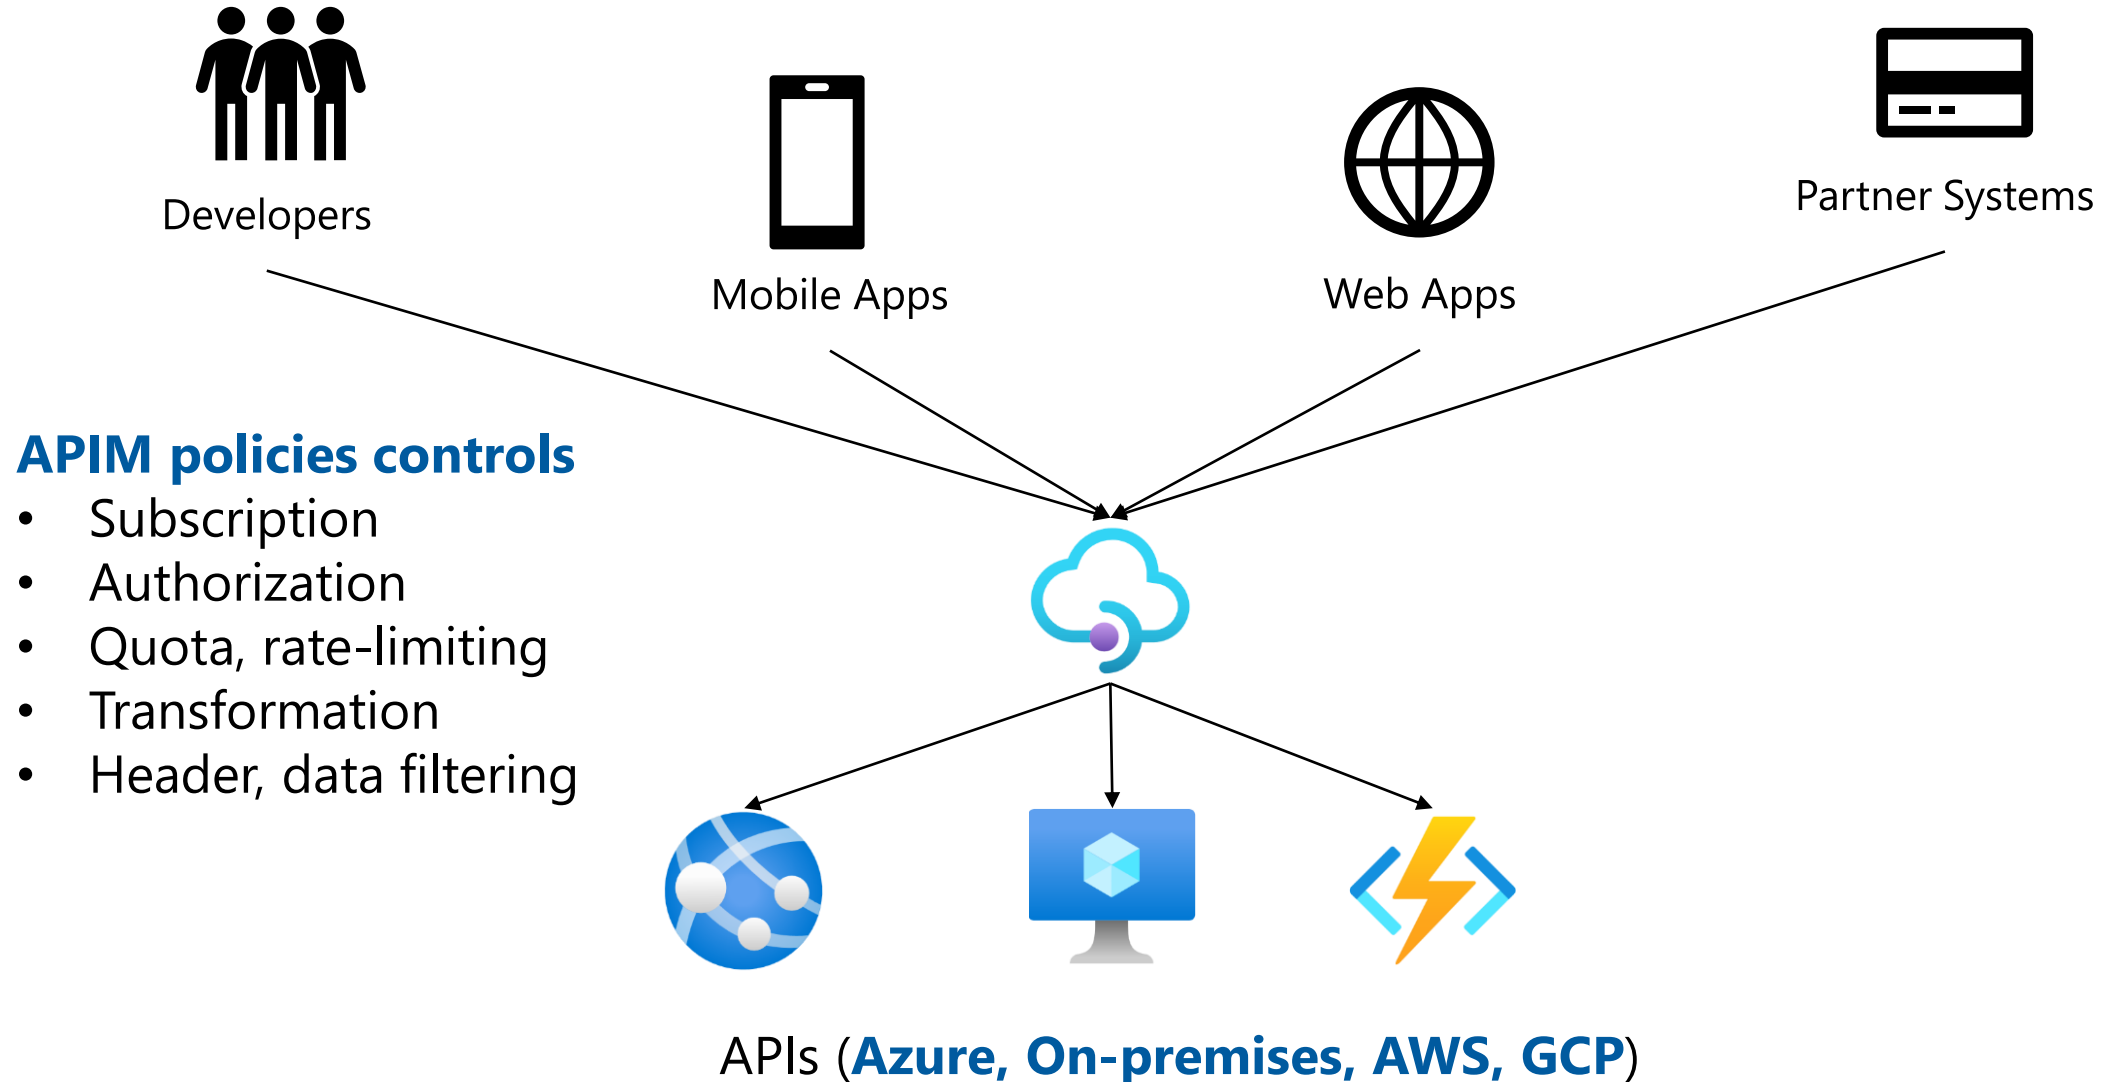 Developers
Mobile Apps
Web Apps
Partner Systems
APIM policies controls
• Subscription
• Authorization
• Quota, rate-limiting
• Transformation
• Header, data filtering
APIs (Azure, On-premises, AWS, GCP)